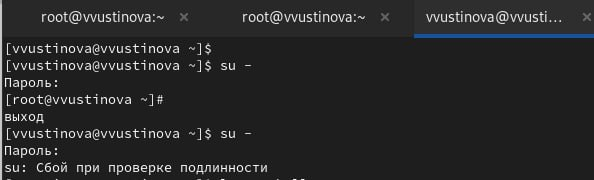 root@vvustinova:~ ×
root@vvustinova:~ ×
vvustinova@vvusti... ×
[vvustinova@vvustinova ~]$
[vvustinova@vvustinova ~]$ su -
Пароль:
[root@vvustinova ~]#
выход
[vvustinova@vvustinova ~]$ su -
Пароль:
su: Сбой при проверке подлинности